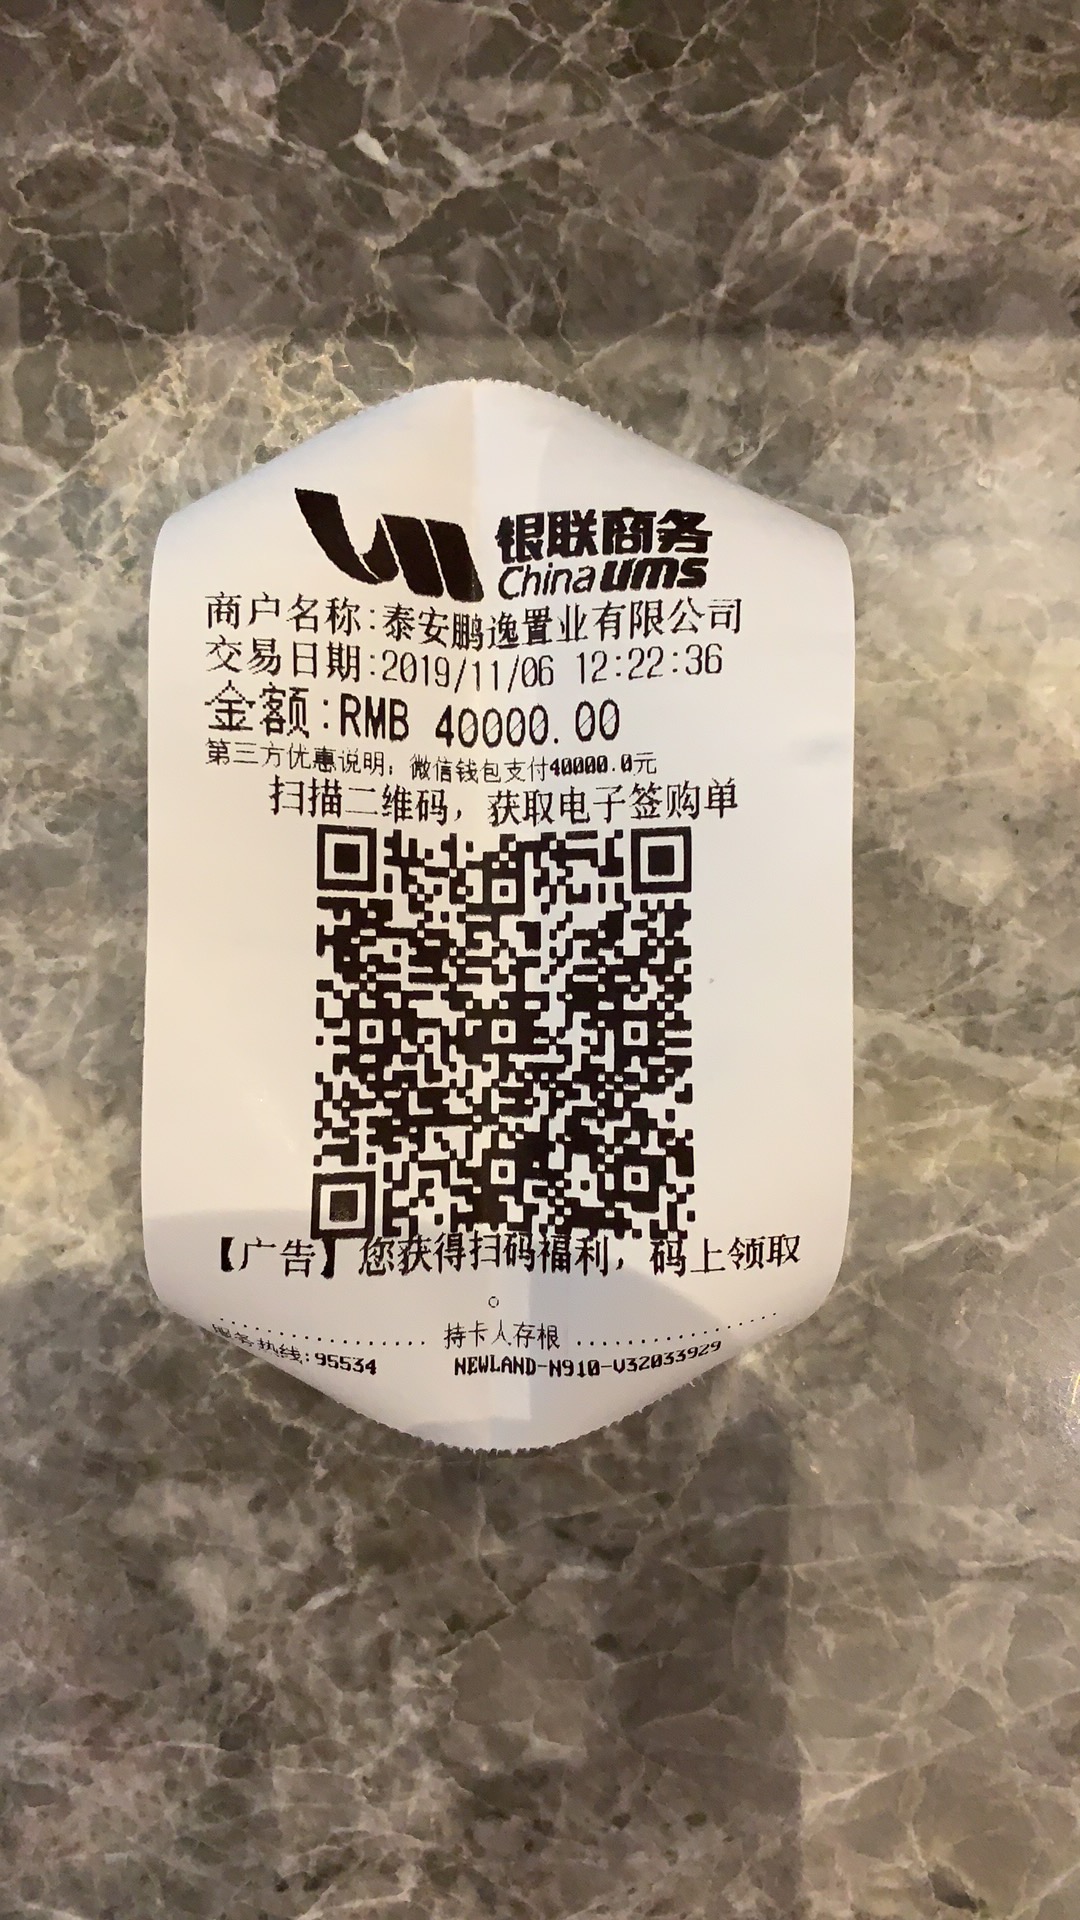 银联商务
China ums
商户名称:泰安鹏逸置业有限公司
交易日期:2019/11/06 12:22:36
金额:RMB 40000.00
第三方优惠说明:微信钱包支付40000.0元
扫描二维码，获取电子签购单
【广告】您获得扫码福利，码上领取
。
持卡人存根
服务热线:95534 NEWLAND-N910-V32033929